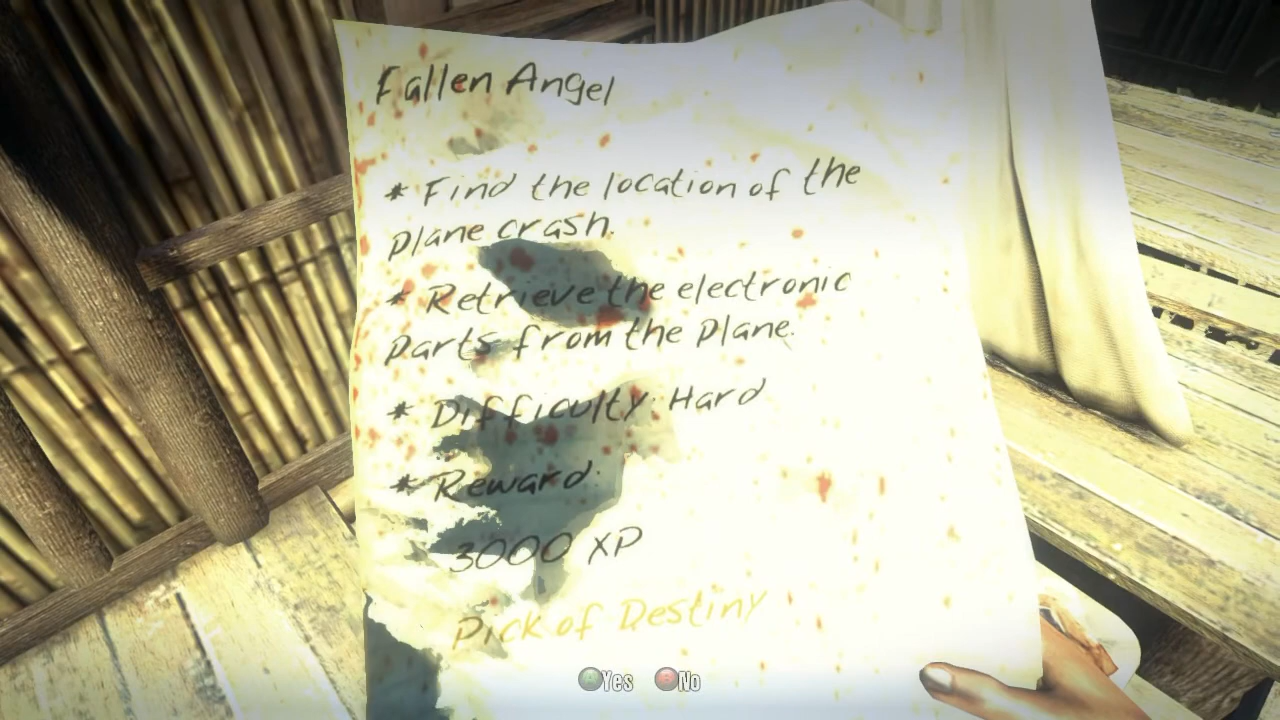 Fallen Angel
* Find the location of the
plane crash.
* Retrieve the electronic
parts from the plane.
* Difficulty: Hard
* Reward:
3000 XP
Pick of Destiny
A Yes B No